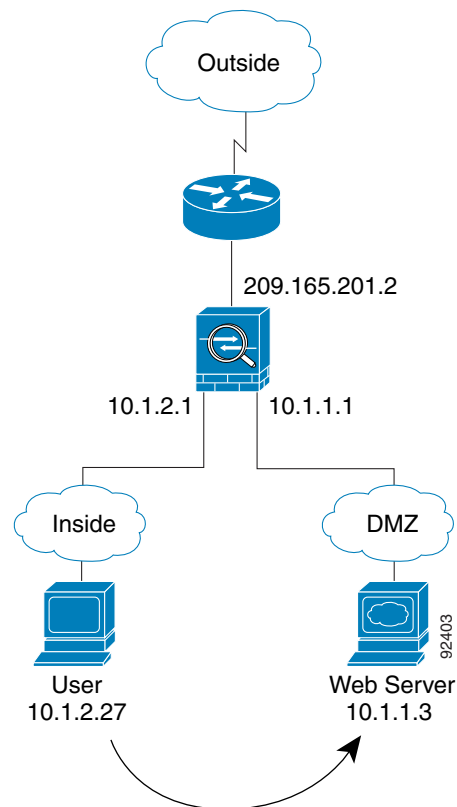 Outside
209.165.201.2
10.1.2.1
10.1.1.1
Inside
DMZ
92403
User
10.1.2.27
Web Server
10.1.1.3